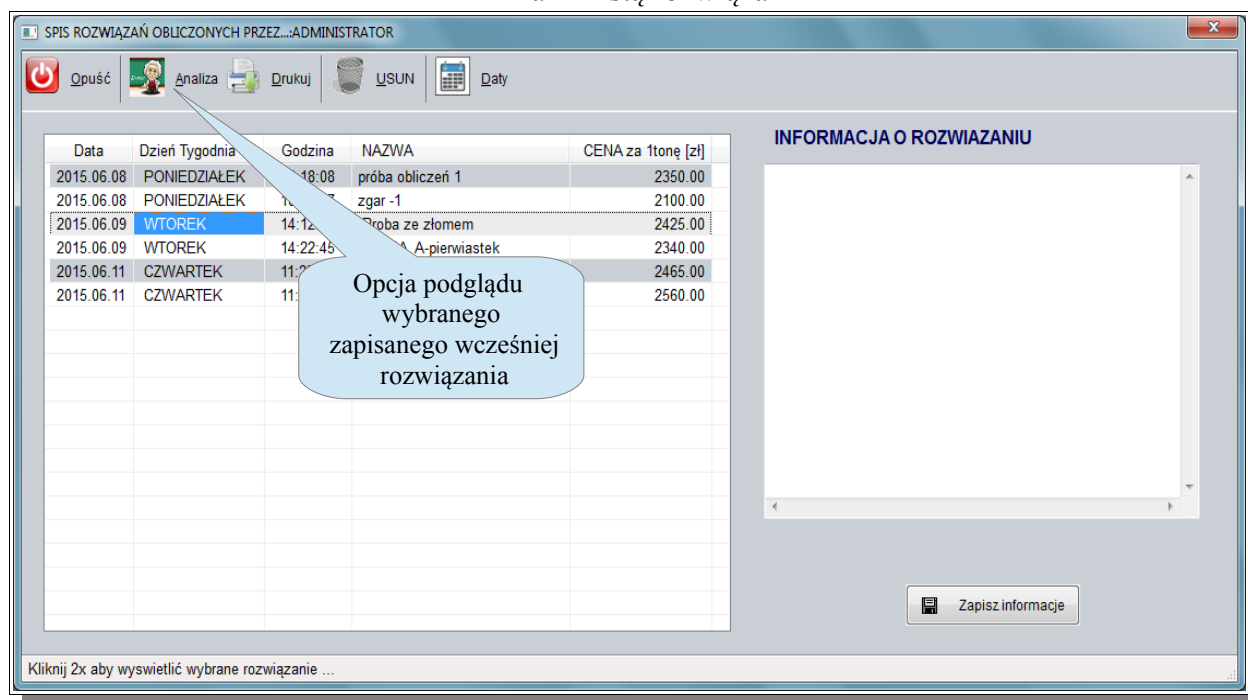 SPIS ROZWIĄZAŃ OBLICZONYCH PRZEZ...:ADMINISTRATOR
Opuść Analiza Drukuj USUN Daty
INFORMACJA O ROZWIAZANIU
Data Dzień Tygodnia Godzina NAZWA CENA za 1tonę [zł]
2015.06.08 PONIEDZIAŁEK 18:08 próba obliczeń 1 2350.00
2015.06.08 PONIEDZIAŁEK zgar -1 2100.00
2015.06.09 WTOREK 14:12 ze złomem 2425.00
2015.06.09 WTOREK 14:22:45 A-pierwiastek 2340.00
2015.06.11 CZWARTEK 2465.00
2015.06.11 CZWARTEK 2560.00
Opcja podglądu
wybranego
zapisanego wcześniej
rozwiązania
Zapisz informacje
Kliknij 2x aby wyswietlić wybrane rozwiązanie ...